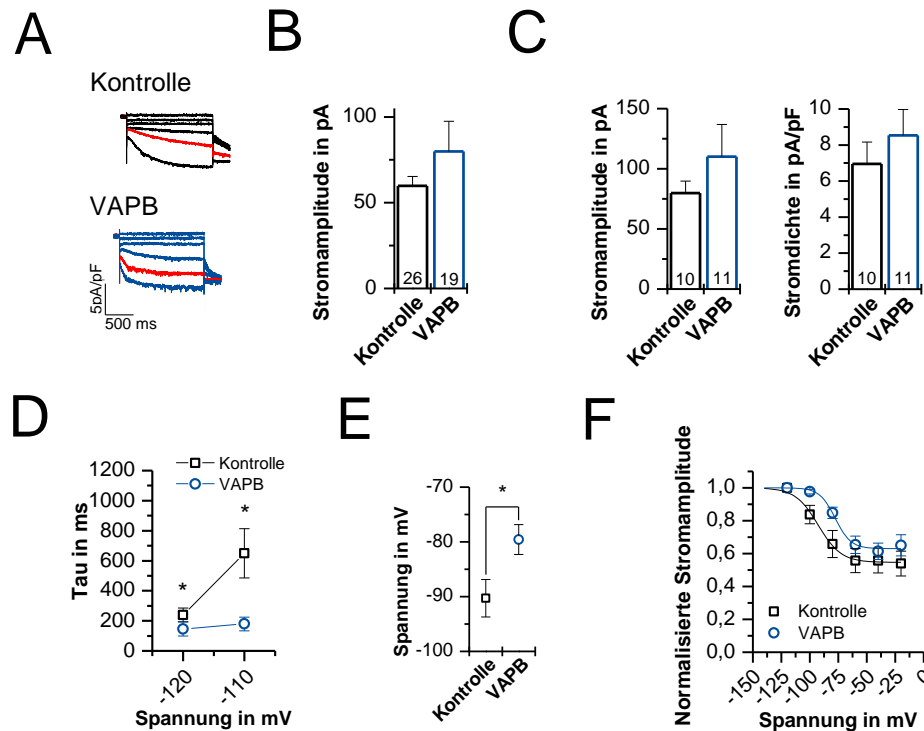 A
Kontrolle
VAPB
5pA/pF
500 ms
B
Stromamplitude in pA
100
50
0
26
19
Kontrolle
VAPB
C
Stromamplitude in pA
150
100
50
0
10
11
Kontrolle
VAPB
Stromdichte in pA/pF
10
8
6
4
2
0
10
11
Kontrolle
VAPB
D
Tau in ms
1200
1000
800
600
400
200
0
Kontrolle
VAPB
*
*
-120
-110
Spannung in mV
E
Spannung in mV
-70
-80
-90
-100
*
Kontrolle
VAPB
F
Normalisierte Stromamplitude
1,0
0,8
0,6
0,4
0,2
0,0
Kontrolle
VAPB
-150
-125
-100
-75
-50
-25
0
Spannung in mV